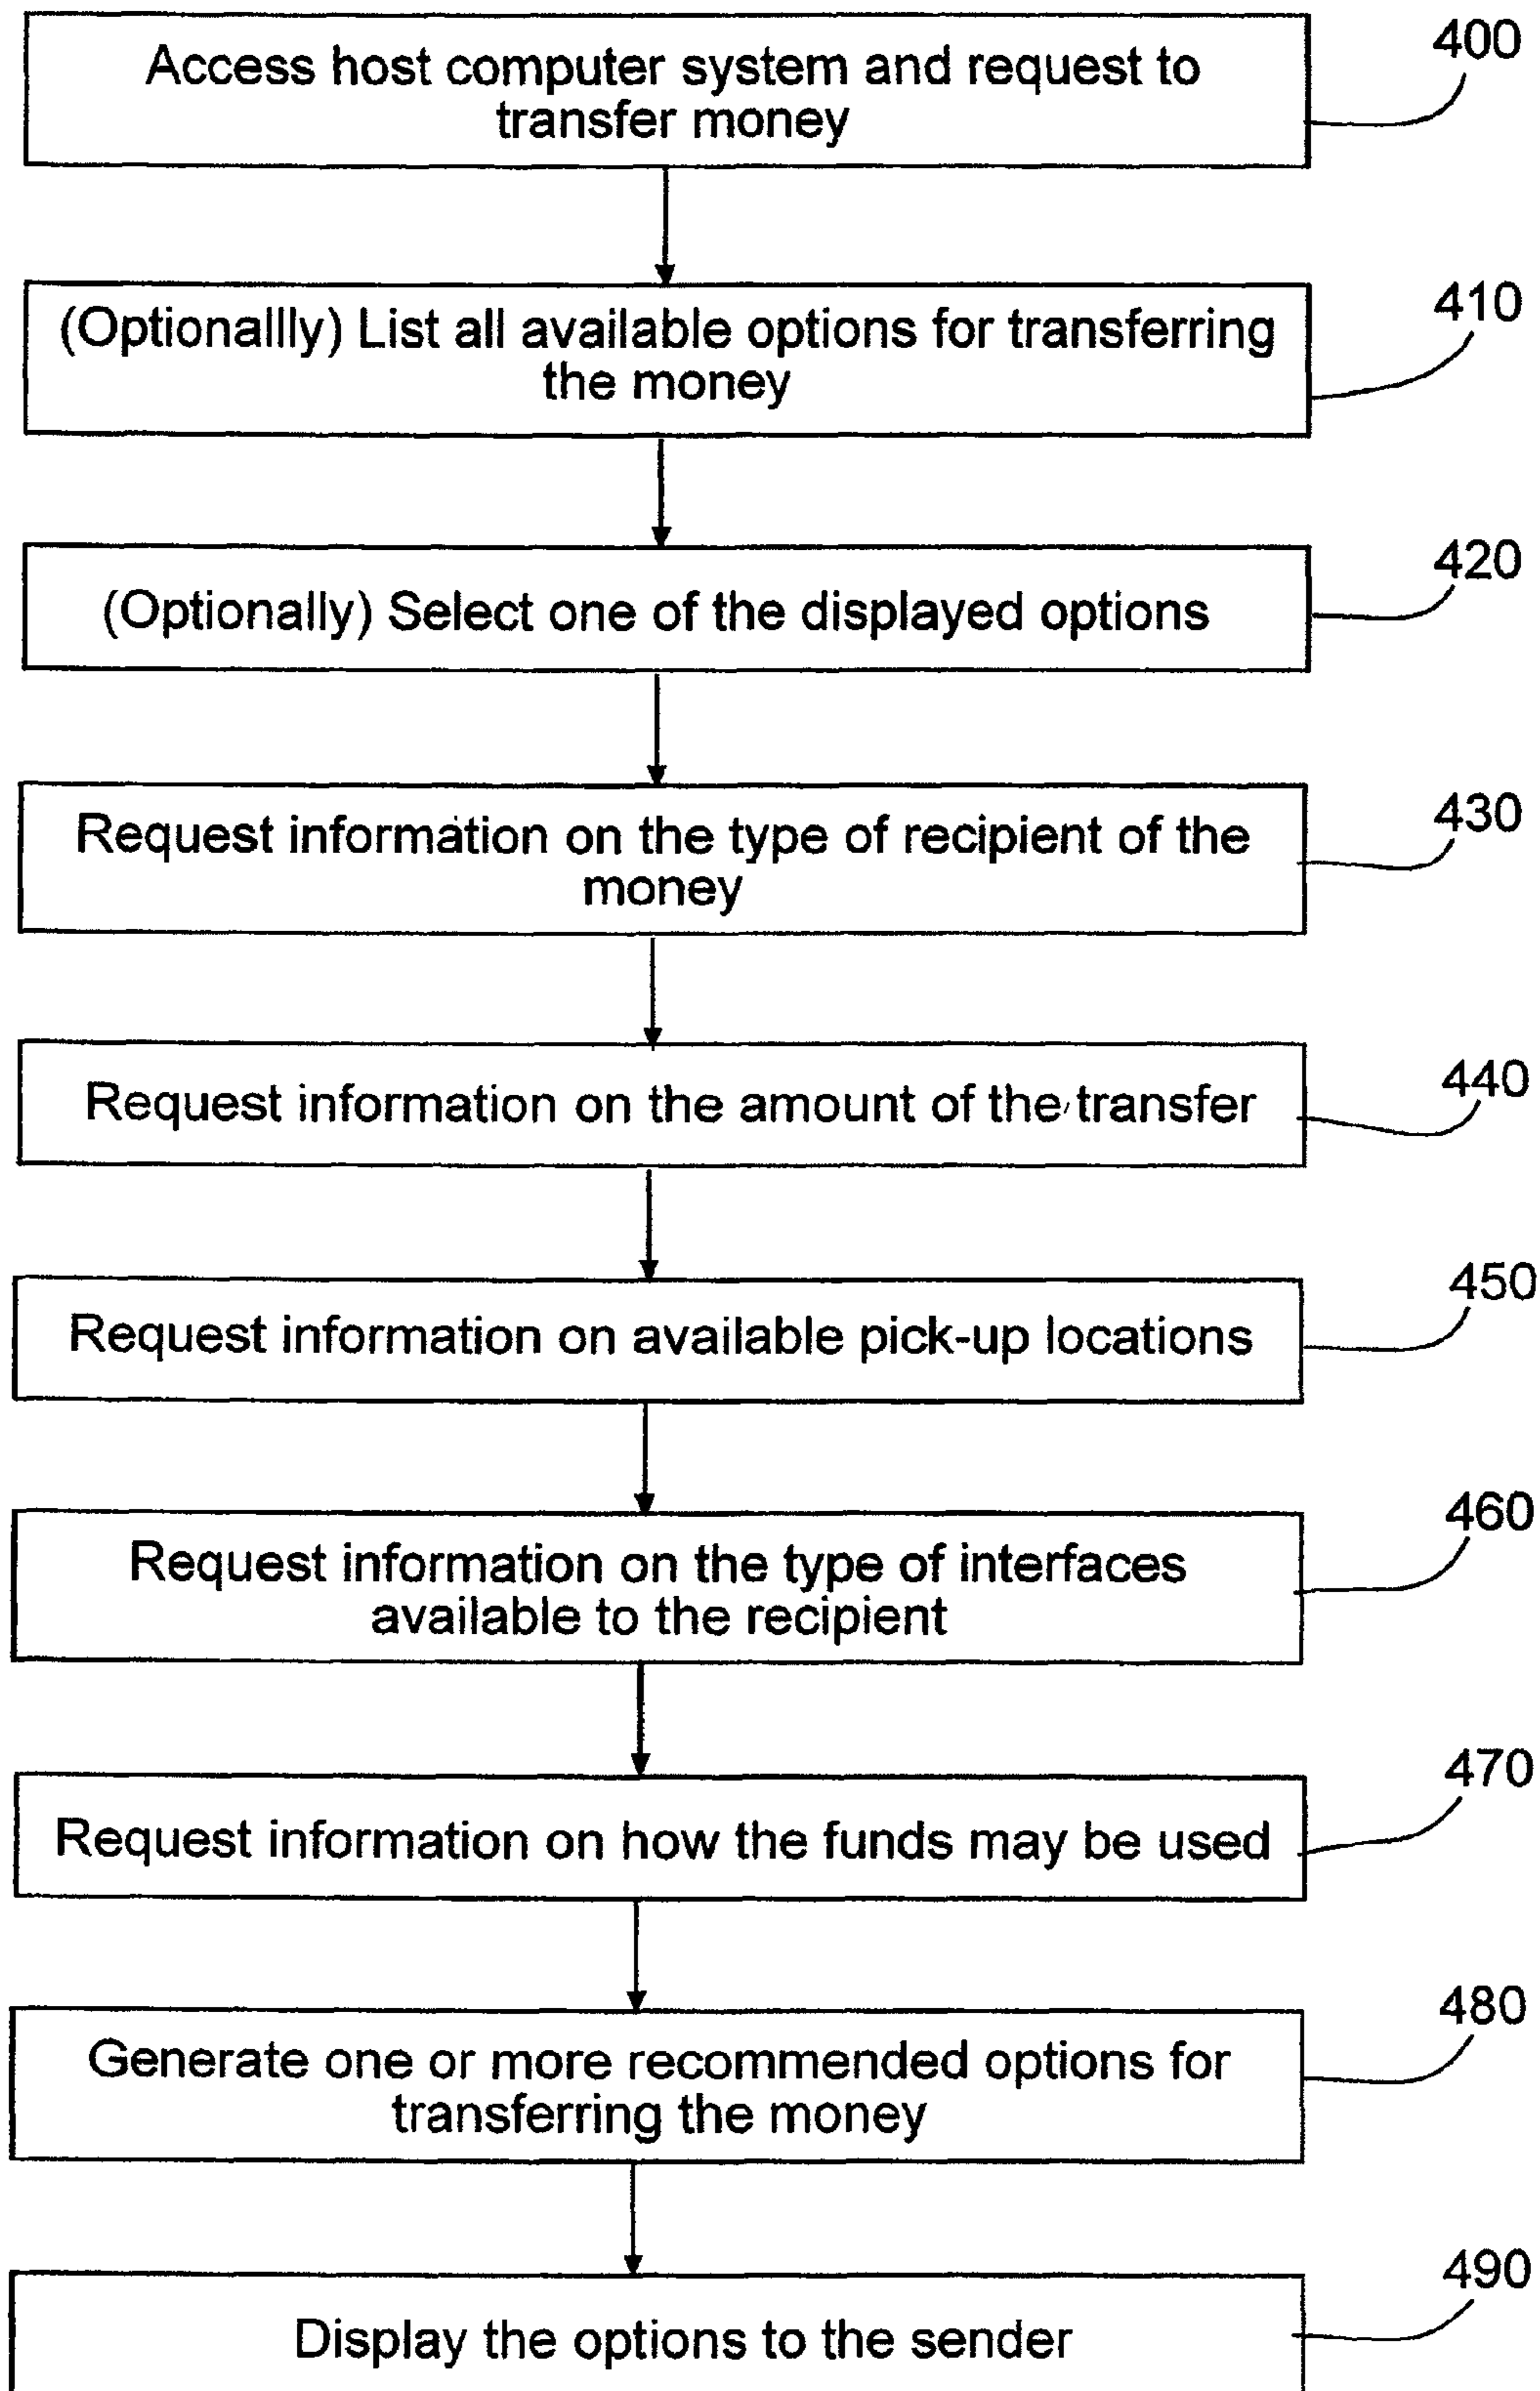 Access host computer system and request to
transfer money
400
(Optionallly) List all available options for transferring
the money
410
(Optionally) Select one of the displayed options
420
Request information on the type of recipient of the
money
430
Request information on the amount of the transfer
440
Request information on available pick-up locations
450
Request information on the type of interfaces
available to the recipient
460
Request information on how the funds may be used
470
Generate one or more recommended options for
transferring the money
480
Display the options to the sender
490